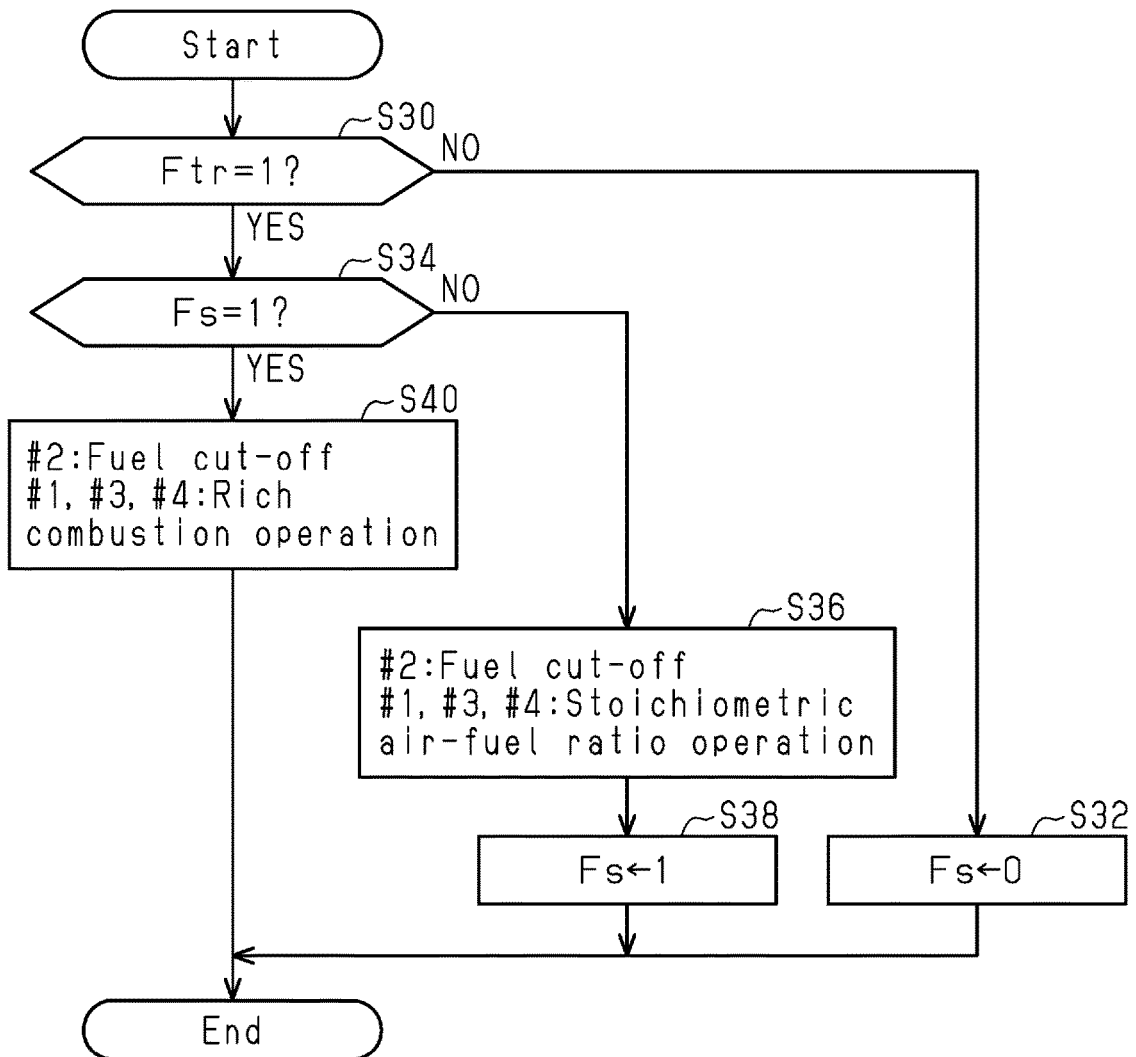 Start
S30
Ftr=1?
NO
YES
S34
Fs=1?
NO
YES
S40
#2:Fuel cut-off
#1, #3, #4:Rich
combustion operation
S36
#2:Fuel cut-off
#1, #3, #4:Stoichiometric
air-fuel ratio operation
S38
Fs←1
S32
Fs←0
End